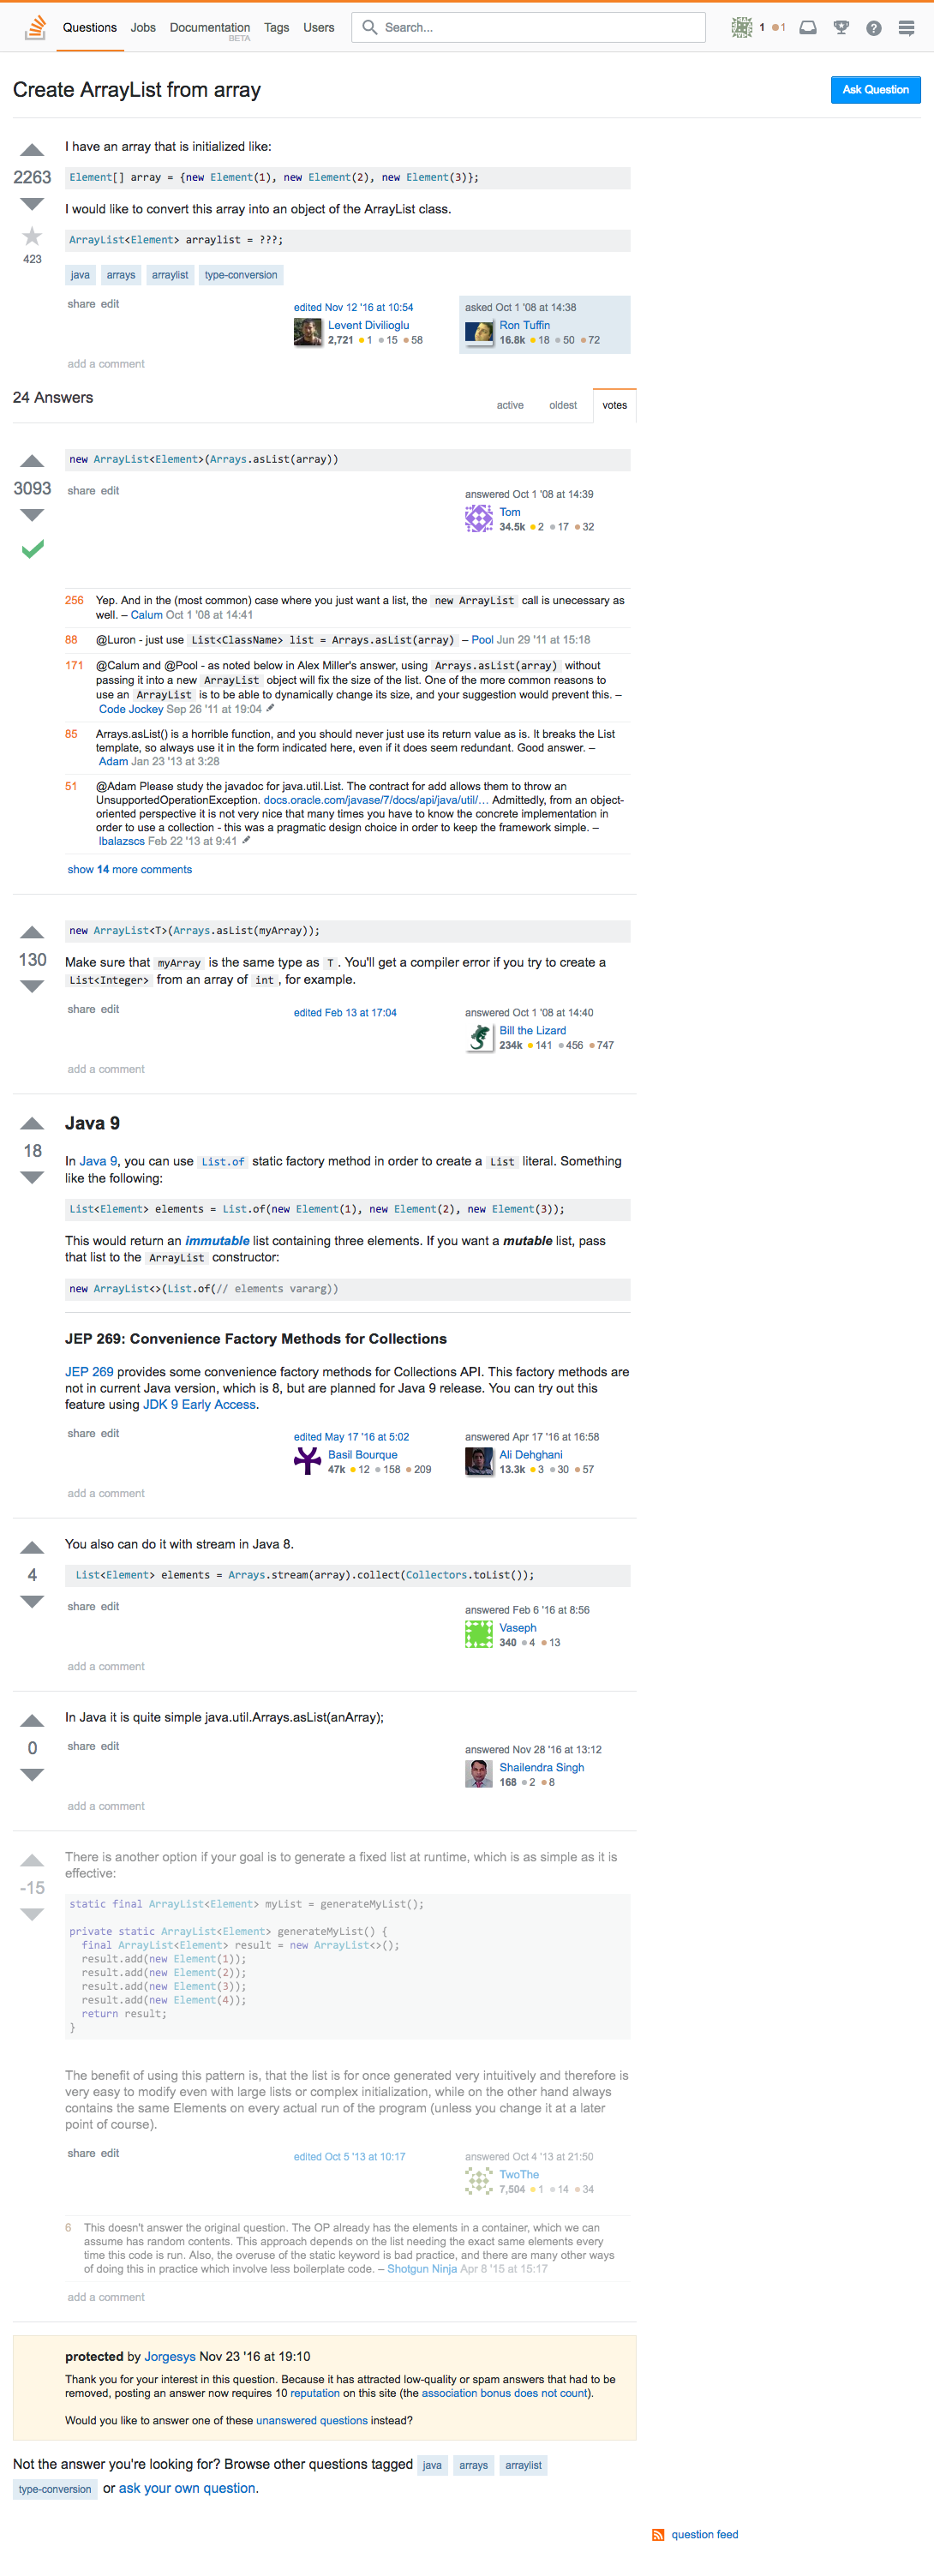 Questions Jobs Documentation Tags Users Search... 1 1
BETA
Create ArrayList from array
Ask Question
I have an array that is initialized like:
2263
Element[] array = {new Element(1), new Element(2), new Element(3)};
I would like to convert this array into an object of the ArrayList class.
ArrayList<Element> arraylist = ???;
423
java arrays arraylist type-conversion
share edit
edited Nov 12 '16 at 10:54
Levent Divilioglu
2,721 1 15 58
asked Oct 1 '08 at 14:38
Ron Tuffin
16.8k 18 50 72
add a comment
24 Answers
active oldest votes
new ArrayList<Element>(Arrays.asList(array))
3093
share edit
answered Oct 1 '08 at 14:39
Tom
34.5k 2 17 32
256 Yep. And in the (most common) case where you just want a list, the new ArrayList call is unecessary as
well. – Calum Oct 1 '08 at 14:41
88 @Luron - just use List<ClassName> list = Arrays.asList(array) – Pool Jun 29 '11 at 15:18
171 @Calum and @Pool - as noted below in Alex Miller's answer, using Arrays.asList(array) without
passing it into a new ArrayList object will fix the size of the list. One of the more common reasons to
use an ArrayList is to be able to dynamically change its size, and your suggestion would prevent this. –
Code Jockey Sep 26 '11 at 19:04
85 Arrays.asList() is a horrible function, and you should never just use its return value as is. It breaks the List
template, so always use it in the form indicated here, even if it does seem redundant. Good answer. –
Adam Jan 23 '13 at 3:28
51 @Adam Please study the javadoc for java.util.List. The contract for add allows them to throw an
UnsupportedOperationException. docs.oracle.com/javase/7/docs/api/java/util/… Admittedly, from an object-
oriented perspective it is not very nice that many times you have to know the concrete implementation in
order to use a collection - this was a pragmatic design choice in order to keep the framework simple. –
lbalazscs Feb 22 '13 at 9:41
show 14 more comments
new ArrayList<T>(Arrays.asList(myArray));
130
Make sure that myArray is the same type as T. You'll get a compiler error if you try to create a
List<Integer> from an array of int, for example.
share edit
edited Feb 13 at 17:04
answered Oct 1 '08 at 14:40
Bill the Lizard
234k 141 456 747
add a comment
Java 9
18
In Java 9, you can use List.of static factory method in order to create a List literal. Something
like the following:
List<Element> elements = List.of(new Element(1), new Element(2), new Element(3));
This would return an immutable list containing three elements. If you want a mutable list, pass
that list to the ArrayList constructor:
new ArrayList<>(List.of(// elements vararg))
JEP 269: Convenience Factory Methods for Collections
JEP 269 provides some convenience factory methods for Collections API. This factory methods are
not in current Java version, which is 8, but are planned for Java 9 release. You can try out this
feature using JDK 9 Early Access.
share edit
edited May 17 '16 at 5:02
Basil Bourque
47k 12 158 209
answered Apr 17 '16 at 16:58
Ali Dehghani
13.3k 3 30 57
add a comment
You also can do it with stream in Java 8.
4
List<Element> elements = Arrays.stream(array).collect(Collectors.toList());
share edit
answered Feb 6 '16 at 8:56
Vaseph
340 4 13
add a comment
In Java it is quite simple java.util.Arrays.asList(anArray);
0
share edit
answered Nov 28 '16 at 13:12
Shailendra Singh
168 2 8
add a comment
There is another option if your goal is to generate a fixed list at runtime, which is as simple as it is
effective:
-15
static final ArrayList<Element> myList = generateMyList();
private static ArrayList<Element> generateMyList() {
final ArrayList<Element> result = new ArrayList<>();
result.add(new Element(1));
result.add(new Element(2));
result.add(new Element(3));
result.add(new Element(4));
return result;
}
The benefit of using this pattern is, that the list is for once generated very intuitively and therefore is
very easy to modify even with large lists or complex initialization, while on the other hand always
contains the same Elements on every actual run of the program (unless you change it at a later
point of course).
share edit
edited Oct 5 '13 at 10:17
answered Oct 4 '13 at 21:50
TwoThe
7,504 1 14 34
6 This doesn't answer the original question. The OP already has the elements in a container, which we can
assume has random contents. This approach depends on the list needing the exact same elements every
time this code is run. Also, the overuse of the static keyword is bad practice, and there are many other ways
of doing this in practice which involve less boilerplate code. – Shotgun Ninja Apr 8 '15 at 15:17
add a comment
protected by Jorgesys Nov 23 '16 at 19:10
Thank you for your interest in this question. Because it has attracted low-quality or spam answers that had to be
removed, posting an answer now requires 10 reputation on this site (the association bonus does not count).
Would you like to answer one of these unanswered questions instead?
Not the answer you're looking for? Browse other questions tagged java arrays arraylist
type-conversion or ask your own question.
question feed